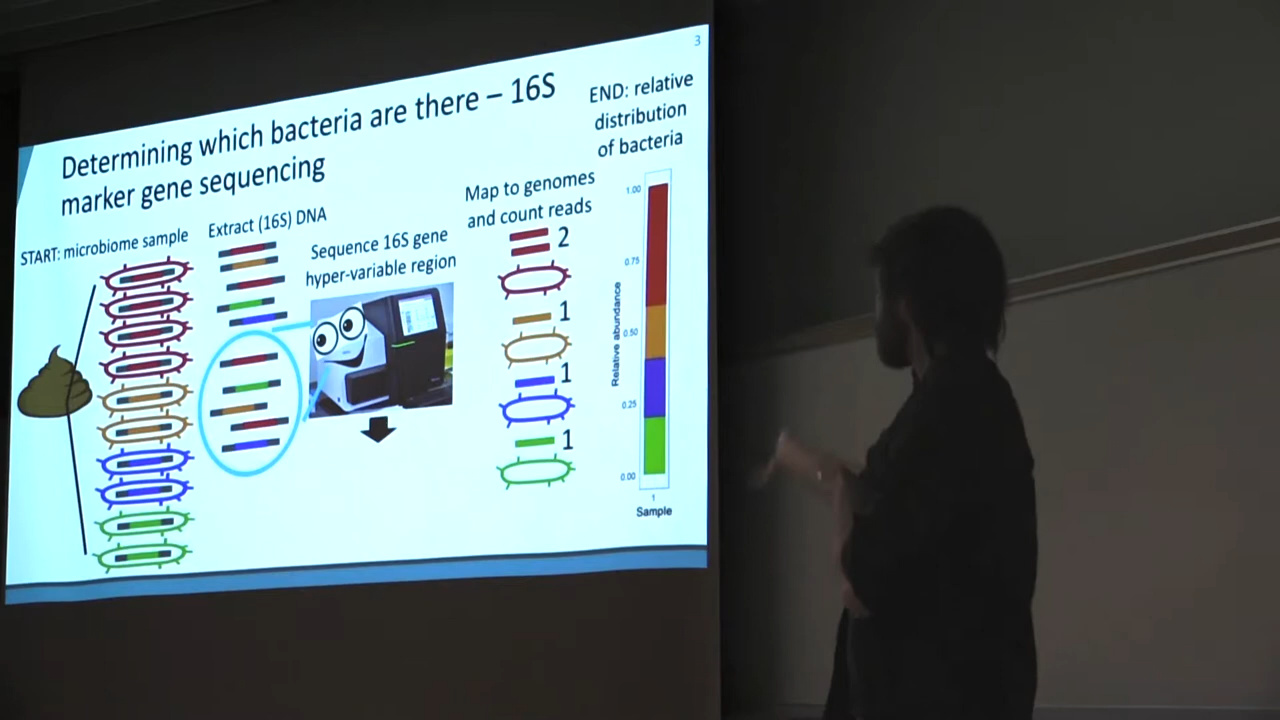 3
Determining which bacteria are there – 16S
marker gene sequencing
START: microbiome sample
Extract (16S) DNA
Sequence 16S gene
hyper-variable region
Map to genomes
and count reads
2
1
1
1
END: relative
distribution
of bacteria
1.00
0.75
0.50
0.25
0.00
Relative abundance
1
Sample